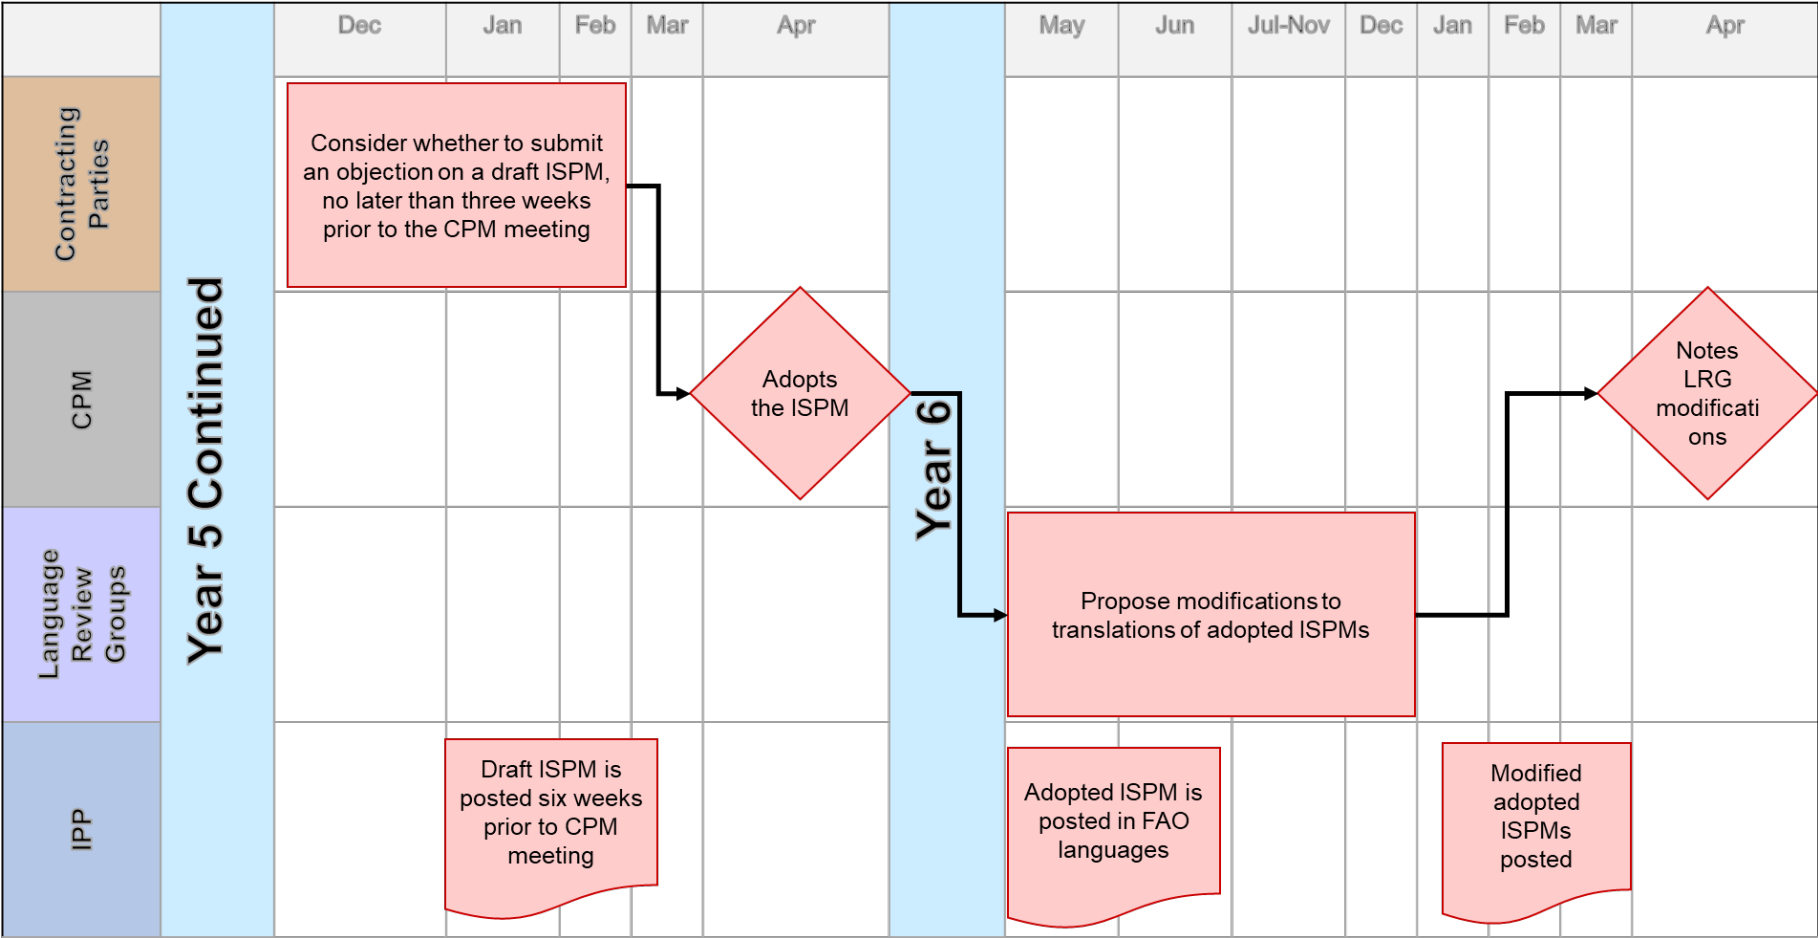 Dec
Jan
Feb
Mar
Apr
May
Jun
Jul-Nov
Dec
Jan
Feb
Mar
Apr
Contracting
Parties
Year 5 Continued
Consider whether to submit
an objection on a draft ISPM,
no later than three weeks
prior to the CPM meeting
CPM
Adopts
the ISPM
Year 6
Notes
LRG
modificati
ons
Language
Review
Groups
Propose modifications to
translations of adopted ISPMs
IPP
Draft ISPM is
posted six weeks
prior to CPM
meeting
Adopted ISPM is
posted in FAO
languages
Modified
adopted
ISPMs
posted